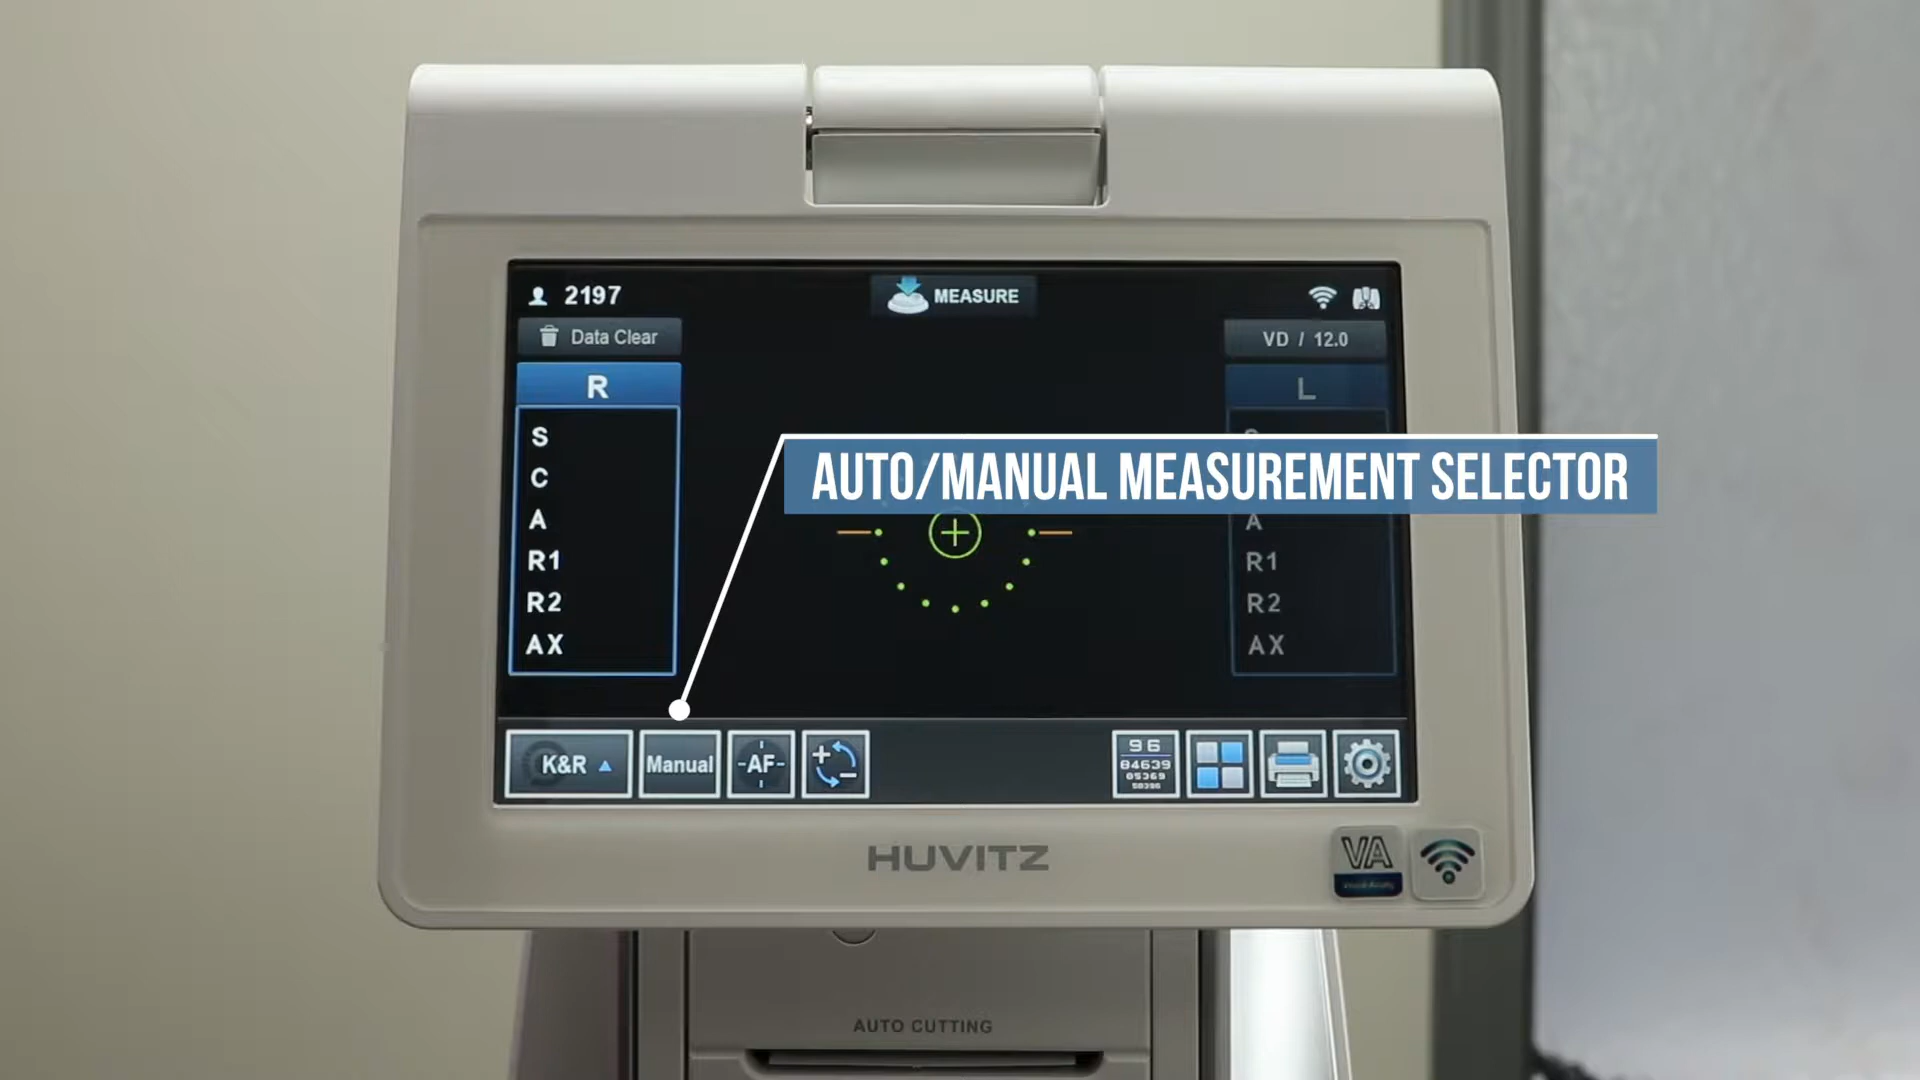 2197
MEASURE
Data Clear
VD / 12.0
R
L
S
C
A
R1
R2
AX
AUTO/MANUAL MEASUREMENT SELECTOR
A
R1
R2
AX
K&R
Manual
-AF-
96
84639
05369
HUVITZ
VA
AUTO CUTTING